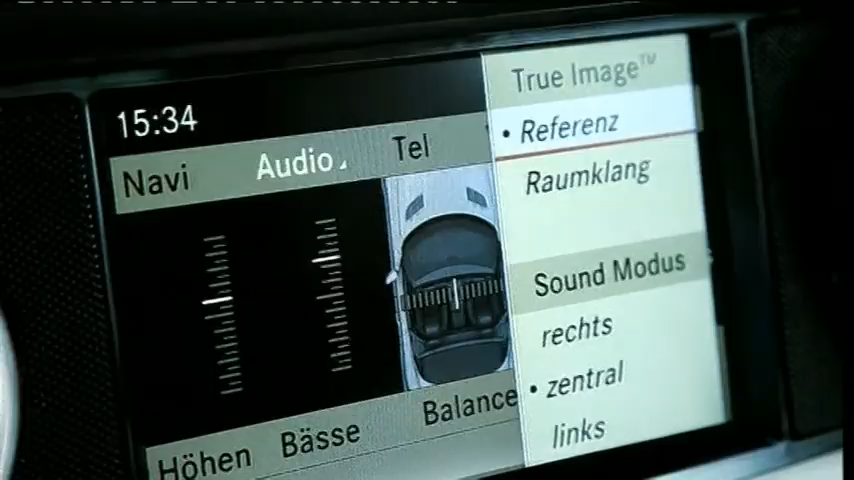 15:34
Navi Audio Tel
Höhen Bässe Balance
True Image™
• Referenz
Raumklang
Sound Modus
rechts
• zentral
links